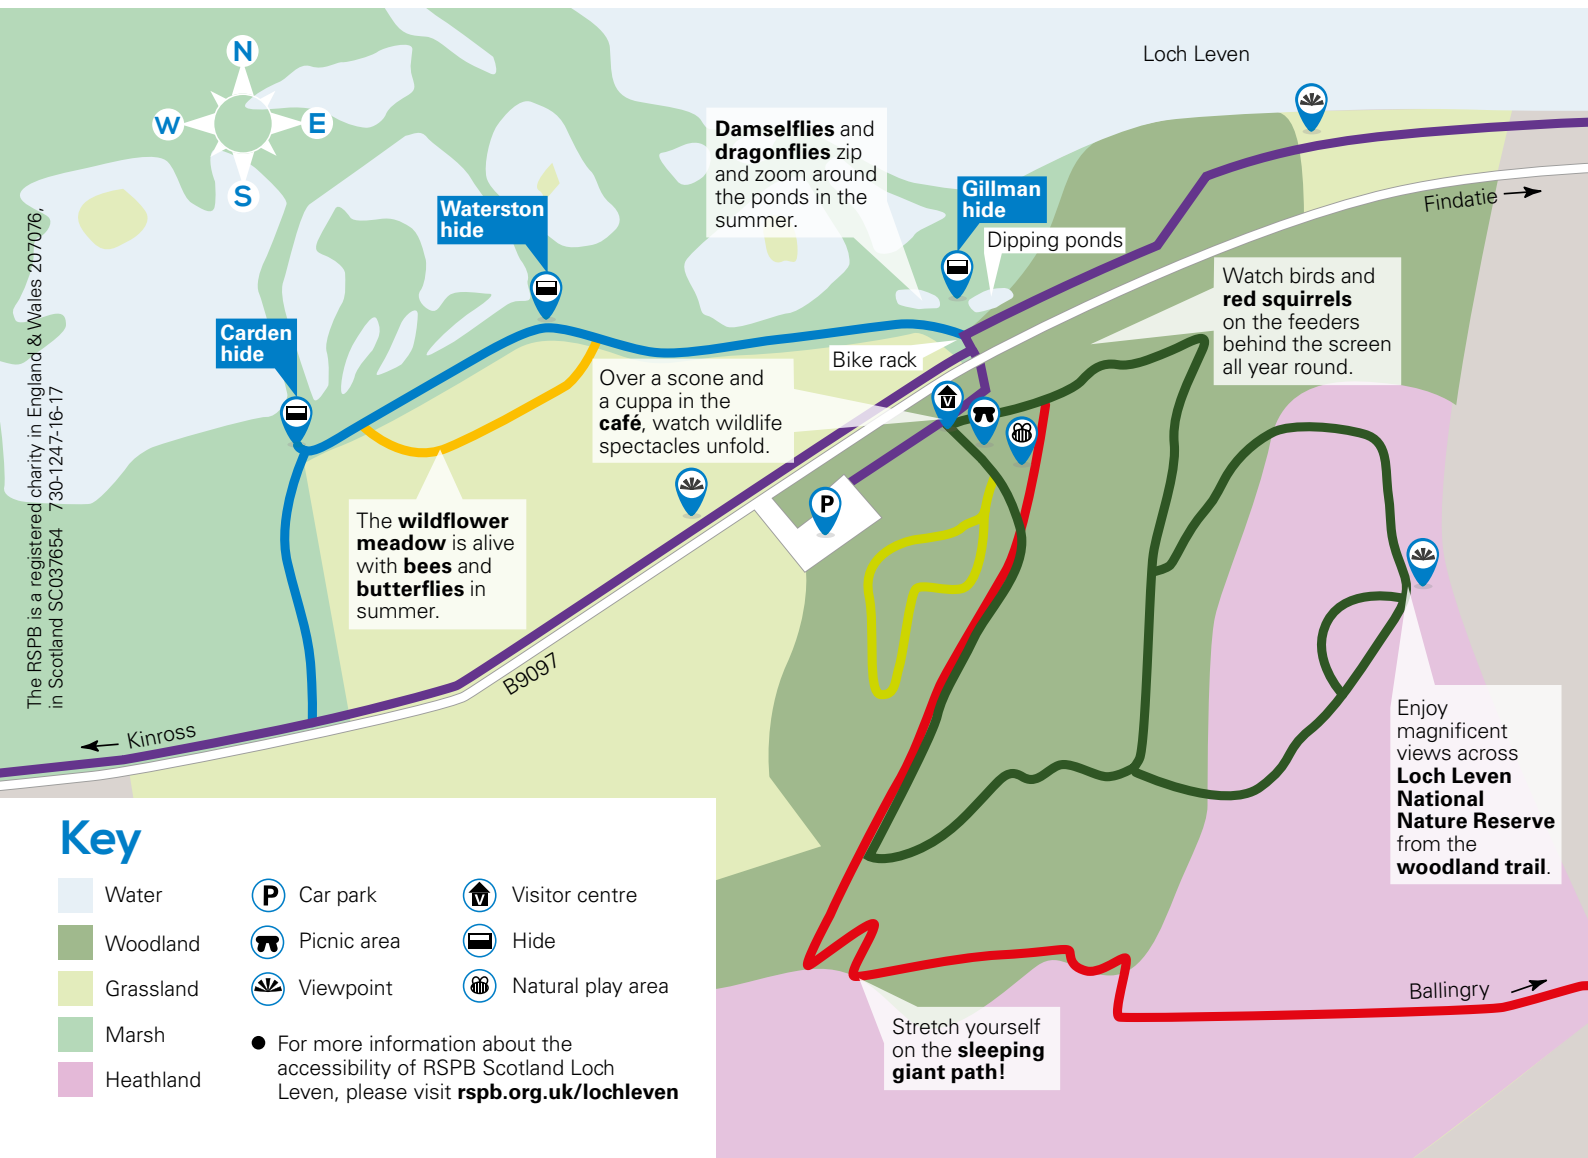 N
W
E
S
Loch Leven
Damselflies and
dragonflies zip
and zoom around
the ponds in the
summer.
Gillman
hide
Dipping ponds
Findatie
Waterston
hide
Watch birds and
red squirrels
on the feeders
behind the screen
all year round.
Carden
hide
Bike rack
Over a scone and
a cuppa in the
café, watch wildlife
spectacles unfold.
V
P
The wildflower
meadow is alive
with bees and
butterflies in
summer.
The RSPB is a registered charity in England & Wales 207076,
in Scotland SC037654 730-1247-16-17
B9097
Kinross
Enjoy
magnificent
views across
Loch Leven
National
Nature Reserve
from the
woodland trail.
Ballingry
Stretch yourself
on the sleeping
giant path!
Key
Water
Woodland
Grassland
Marsh
Heathland
P Car park
Picnic area
Viewpoint
V Visitor centre
Hide
Natural play area
● For more information about the
accessibility of RSPB Scotland Loch
Leven, please visit rspb.org.uk/lochleven